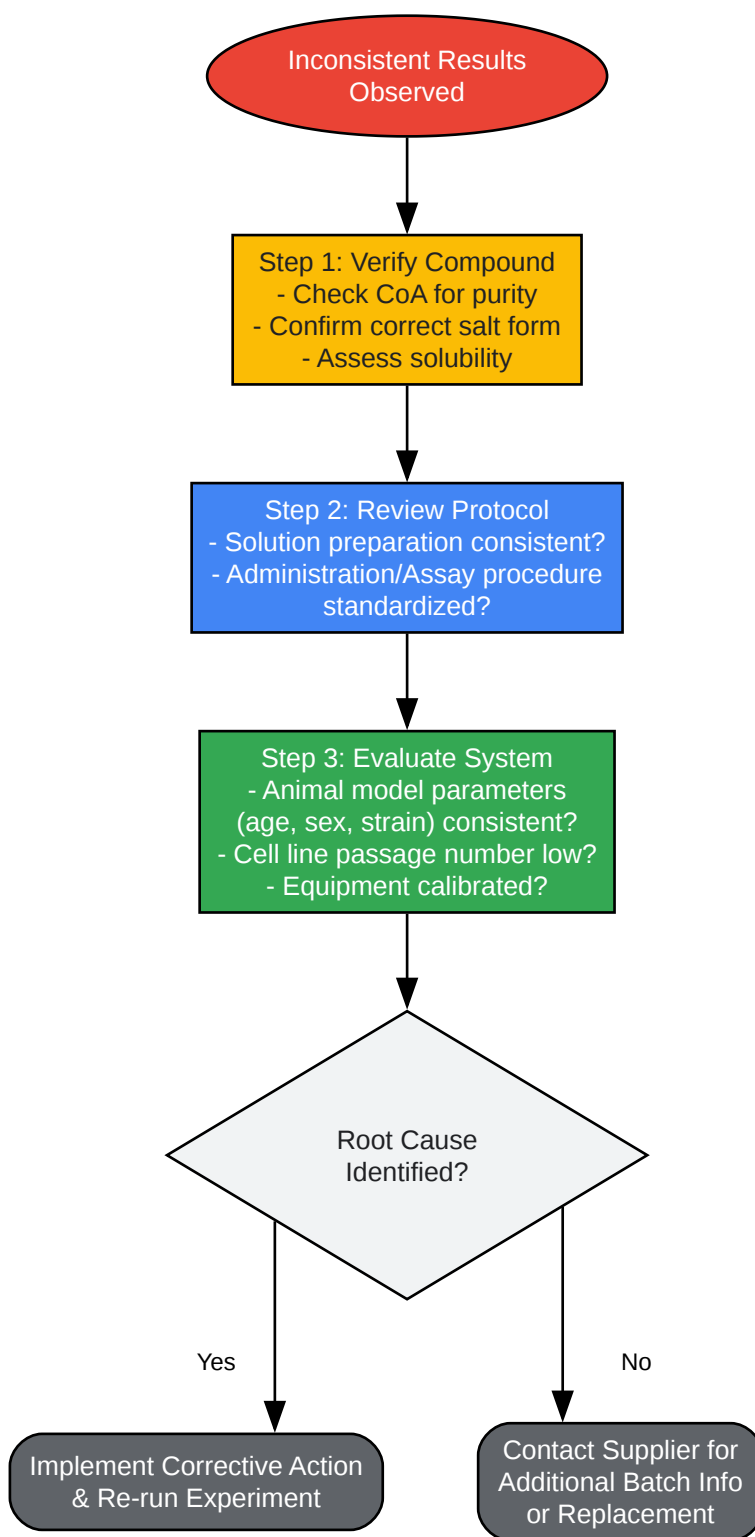 Inconsistent Results
Observed
Step 1: Verify Compound
- Check CoA for purity
- Confirm correct salt form
- Assess solubility
Step 2: Review Protocol
- Solution preparation consistent?
- Administration/Assay procedure
standardized?
Step 3: Evaluate System
- Animal model parameters
(age, sex, strain) consistent?
- Cell line passage number low?
- Equipment calibrated?
Root Cause
Identified?
Yes
No
Implement Corrective Action
& Re-run Experiment
Contact Supplier for
Additional Batch Info
or Replacement